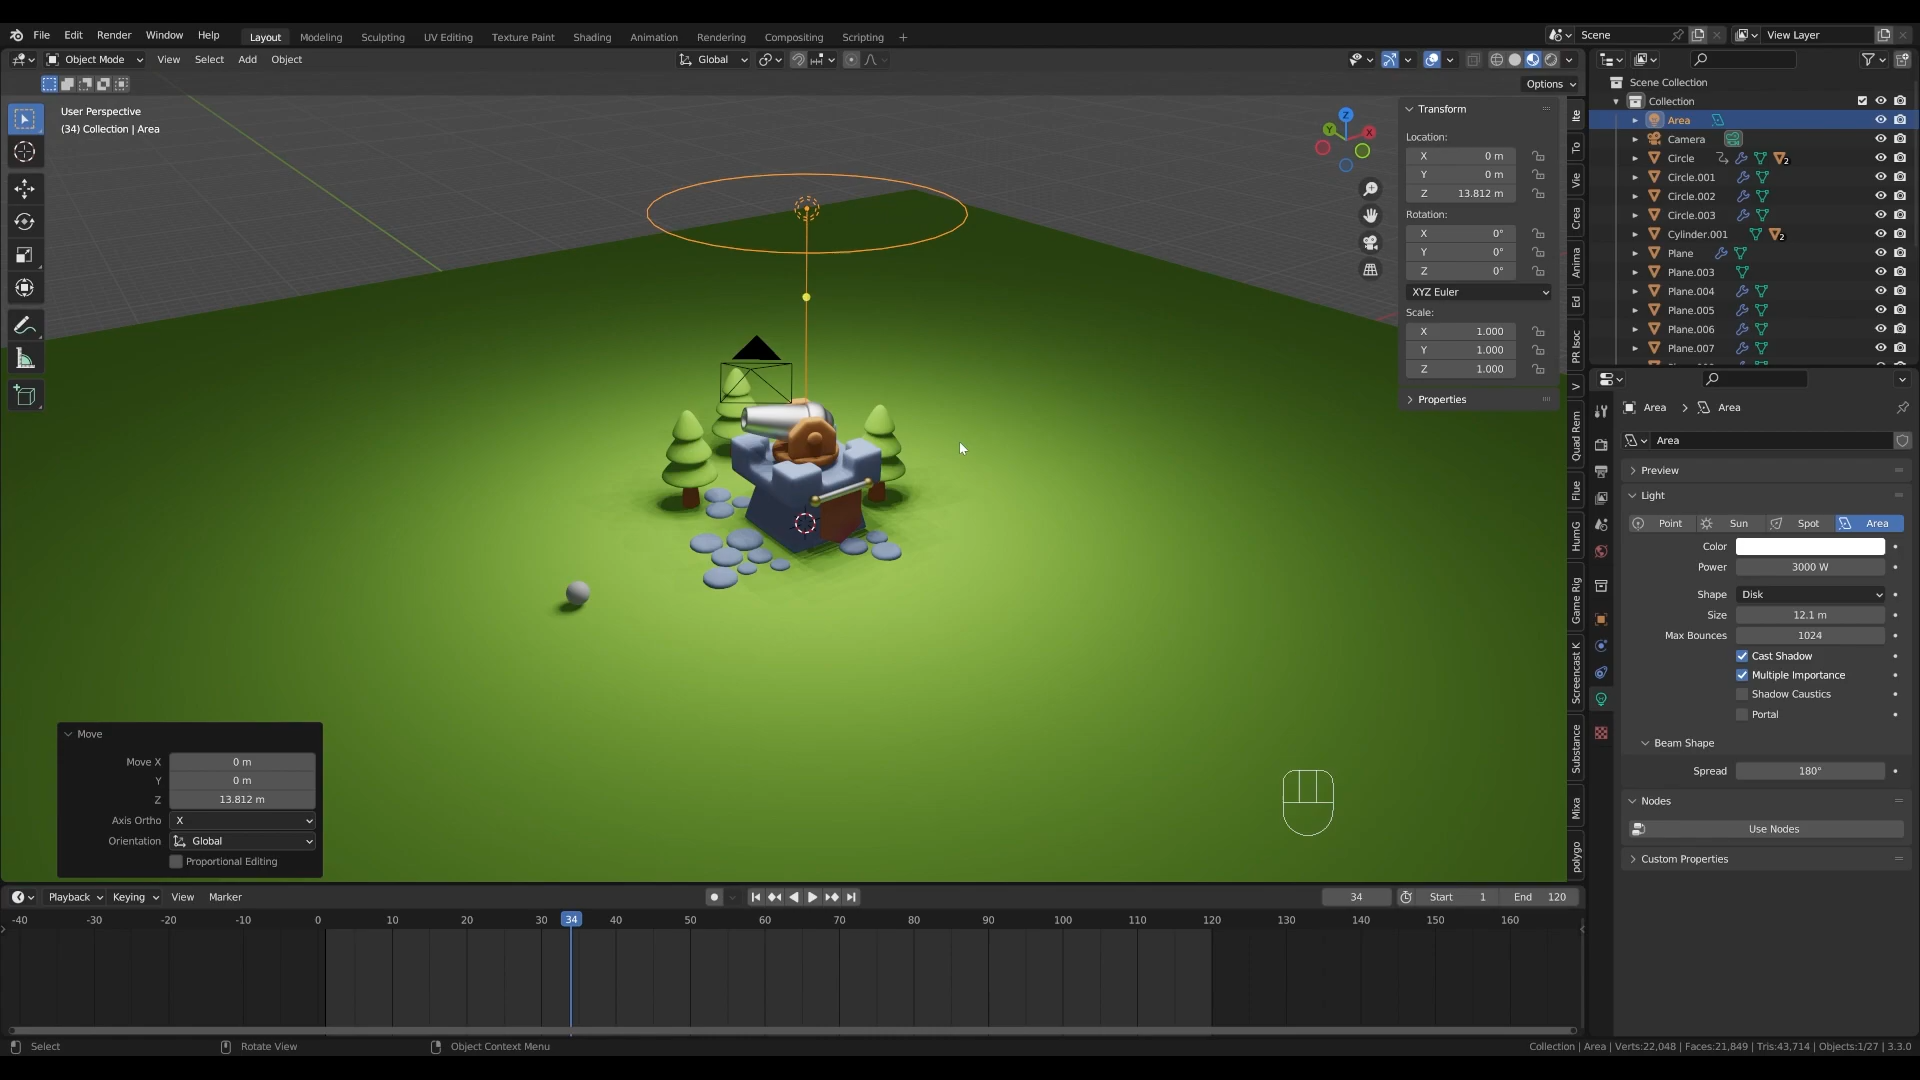 File Edit Render Window Help Layout Modeling Sculpting UV Editing Texture Paint Shading Animation Rendering Compositing Scripting + Scene View Layer
Object Mode View Select Add Object Global
Options
User Perspective
(34) Collection | Area
Transform
Location:
X 0 m
Y 0 m
Z 13.812 m
Rotation:
X 0°
Y 0°
Z 0°
XYZ Euler
Scale:
X 1.000
Y 1.000
Z 1.000
Properties
Ite
To
Vie
Crea
Anima
Ed
PR Isoc
V
Quad Rem
Flue
HumG
Game Rig
Screencast K
Substance
Mixa
polygo
Z
Y
X
Scene Collection
Collection
Area
Camera
Circle 2
Circle.001
Circle.002
Circle.003
Cylinder.001 2
Plane
Plane.003
Plane.004
Plane.005
Plane.006
Plane.007
Area > Area
Area
Preview
Light
Point Sun Spot Area
Color
Power 3000 W
Shape Disk
Size 12.1 m
Max Bounces 1024
Cast Shadow
Multiple Importance
Shadow Caustics
Portal
Beam Shape
Spread 180°
Nodes
Use Nodes
Custom Properties
Move
Move X 0 m
Y 0 m
Z 13.812 m
Axis Ortho X
Orientation Global
Proportional Editing
Playback Keying View Marker 34 Start 1 End 120
-40 -30 -20 -10 0 10 20 30 34 40 50 60 70 80 90 100 110 120 130 140 150 160
Select Rotate View Object Context Menu Collection | Area | Verts:22,048 | Faces:21,849 | Tris:43,714 | Objects:1/27 | 3.3.0